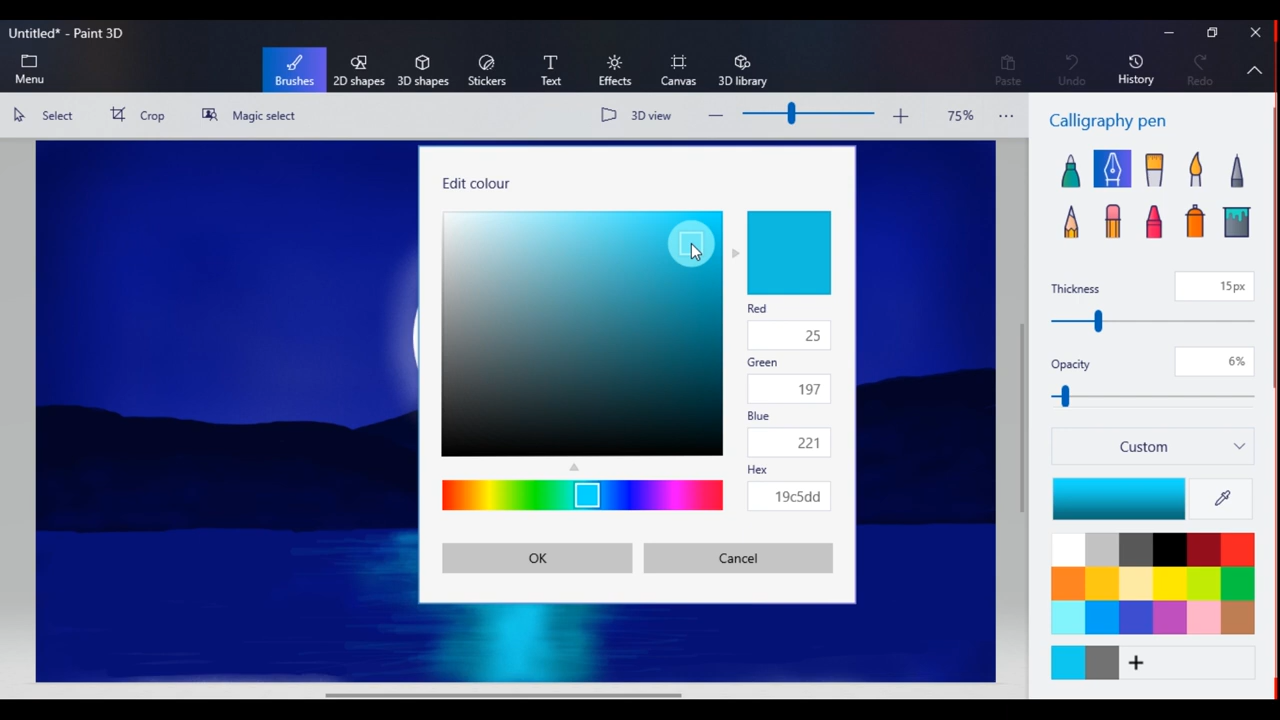 Untitled* - Paint 3D
Menu
Brushes
2D shapes
3D shapes
Stickers
Text
Effects
Canvas
3D library
Paste
Undo
History
Redo
Select
Crop
Magic select
3D view
75%
Calligraphy pen
Thickness
15px
Opacity
6%
Custom
Edit colour
Red
25
Green
197
Blue
221
Hex
19c5dd
OK
Cancel